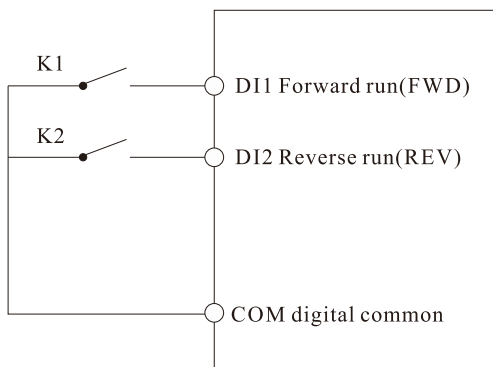 K1
DI1 Forward run(FWD)
K2
DI2 Reverse run(REV)
COM digital common